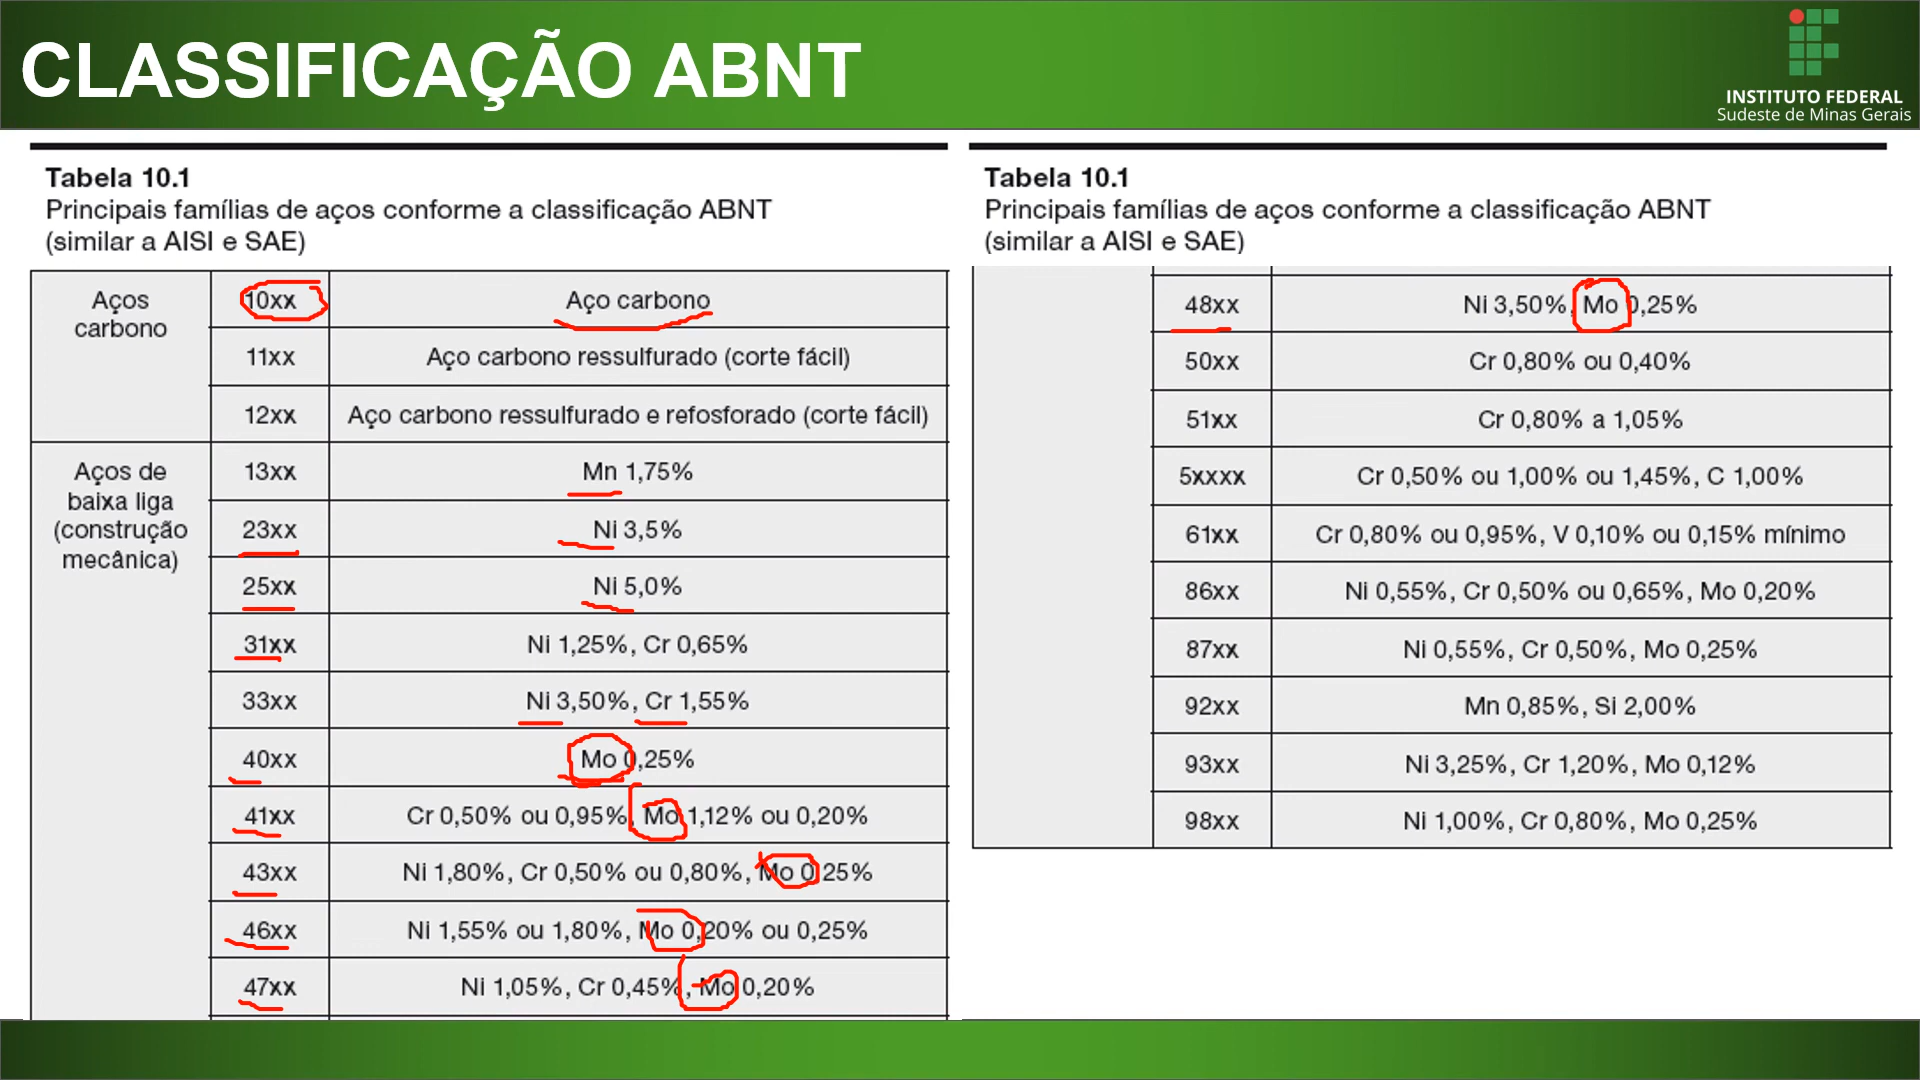 CLASSIFICAÇÃO ABNT
INSTITUTO FEDERAL
Sudeste de Minas Gerais
Tabela 10.1
Principais famílias de aços conforme a classificação ABNT
(similar a AISI e SAE)
Aços carbono
10xx Aço carbono
11xx Aço carbono ressulfurado (corte fácil)
12xx Aço carbono ressulfurado e refosforado (corte fácil)
Aços de baixa liga (construção mecânica)
13xx Mn 1,75%
23xx Ni 3,5%
25xx Ni 5,0%
31xx Ni 1,25%, Cr 0,65%
33xx Ni 3,50%, Cr 1,55%
40xx Mo 0,25%
41xx Cr 0,50% ou 0,95%, Mo 1,12% ou 0,20%
43xx Ni 1,80%, Cr 0,50% ou 0,80%, Mo 0,25%
46xx Ni 1,55% ou 1,80%, Mo 0,20% ou 0,25%
47xx Ni 1,05%, Cr 0,45%, Mo 0,20%
Tabela 10.1
Principais famílias de aços conforme a classificação ABNT
(similar a AISI e SAE)
48xx Ni 3,50%, Mo 0,25%
50xx Cr 0,80% ou 0,40%
51xx Cr 0,80% a 1,05%
5xxxx Cr 0,50% ou 1,00% ou 1,45%, C 1,00%
61xx Cr 0,80% ou 0,95%, V 0,10% ou 0,15% mínimo
86xx Ni 0,55%, Cr 0,50% ou 0,65%, Mo 0,20%
87xx Ni 0,55%, Cr 0,50%, Mo 0,25%
92xx Mn 0,85%, Si 2,00%
93xx Ni 3,25%, Cr 1,20%, Mo 0,12%
98xx Ni 1,00%, Cr 0,80%, Mo 0,25%